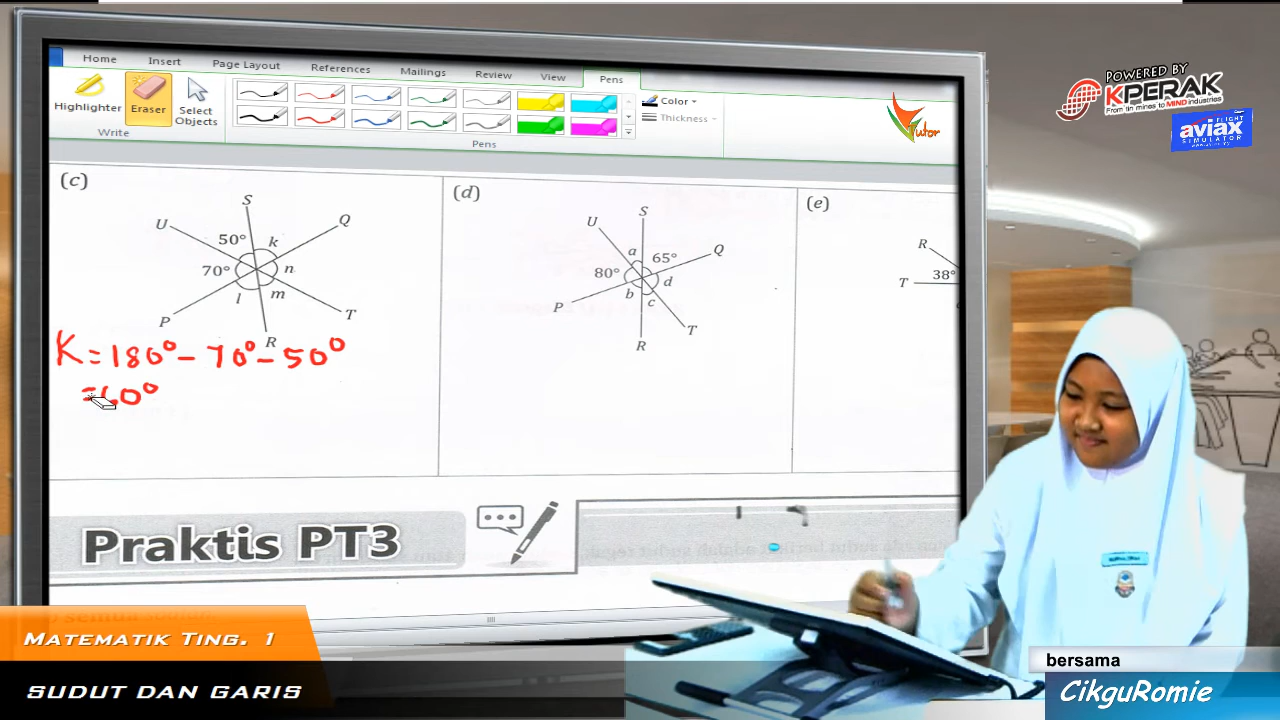 Home Insert Page Layout References Mailings Review View Pens
Highlighter Eraser Select Objects Color Thickness
Write Pens
Tutor
POWERED BY
KPERAK
From tin mines to MIND industries
FLIGHT
aviax
SIMULATOR
(c)
S
U
Q
50°
k
70°
n
l
m
P
T
R
K = 180° - 70° - 50°
= 60°
(d)
S
U
Q
a
65°
80°
d
b
c
P
T
R
(e)
R
T
38°
Praktis PT3
MATEMATIK TING. 1
SUDUT DAN GARIS
bersama
CikguRomie